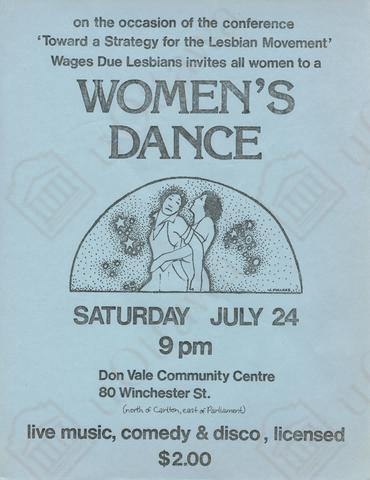 on the occasion of the conference
‘Toward a Strategy for the Lesbian Movement’
Wages Due Lesbians invites all women to a
WOMEN’S
DANCE
SATURDAY JULY 24
9 pm
Don Vale Community Centre
80 Winchester St.
(north of Carlton, east of Parliament)
live music, comedy & disco, licensed
$2.00